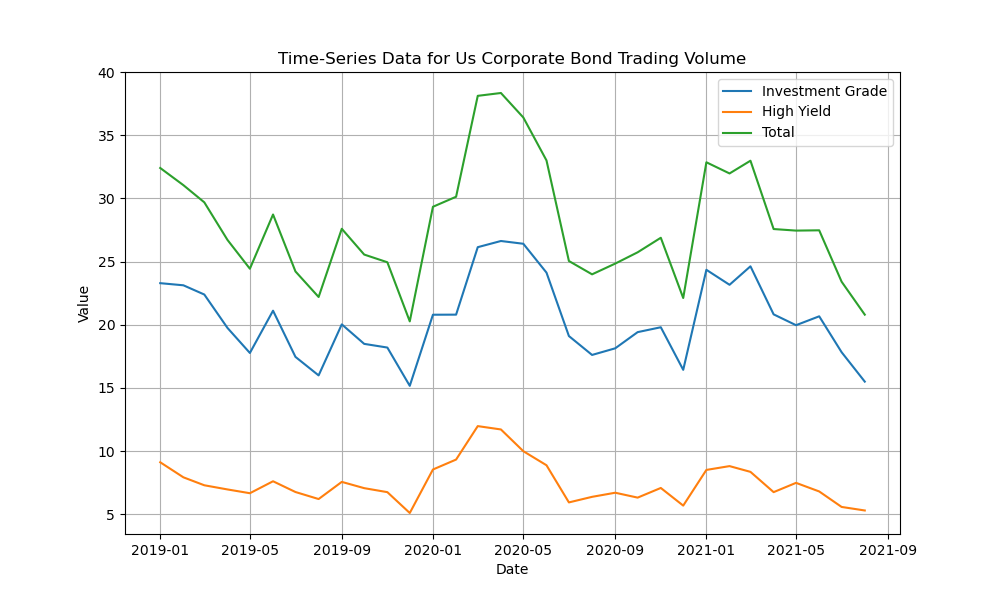 Time-Series Data for Us Corporate Bond Trading Volume
Investment Grade
High Yield
Total
Value
40
35
30
25
20
15
10
5
2019-01
2019-05
2019-09
2020-01
2020-05
2020-09
2021-01
2021-05
2021-09
Date